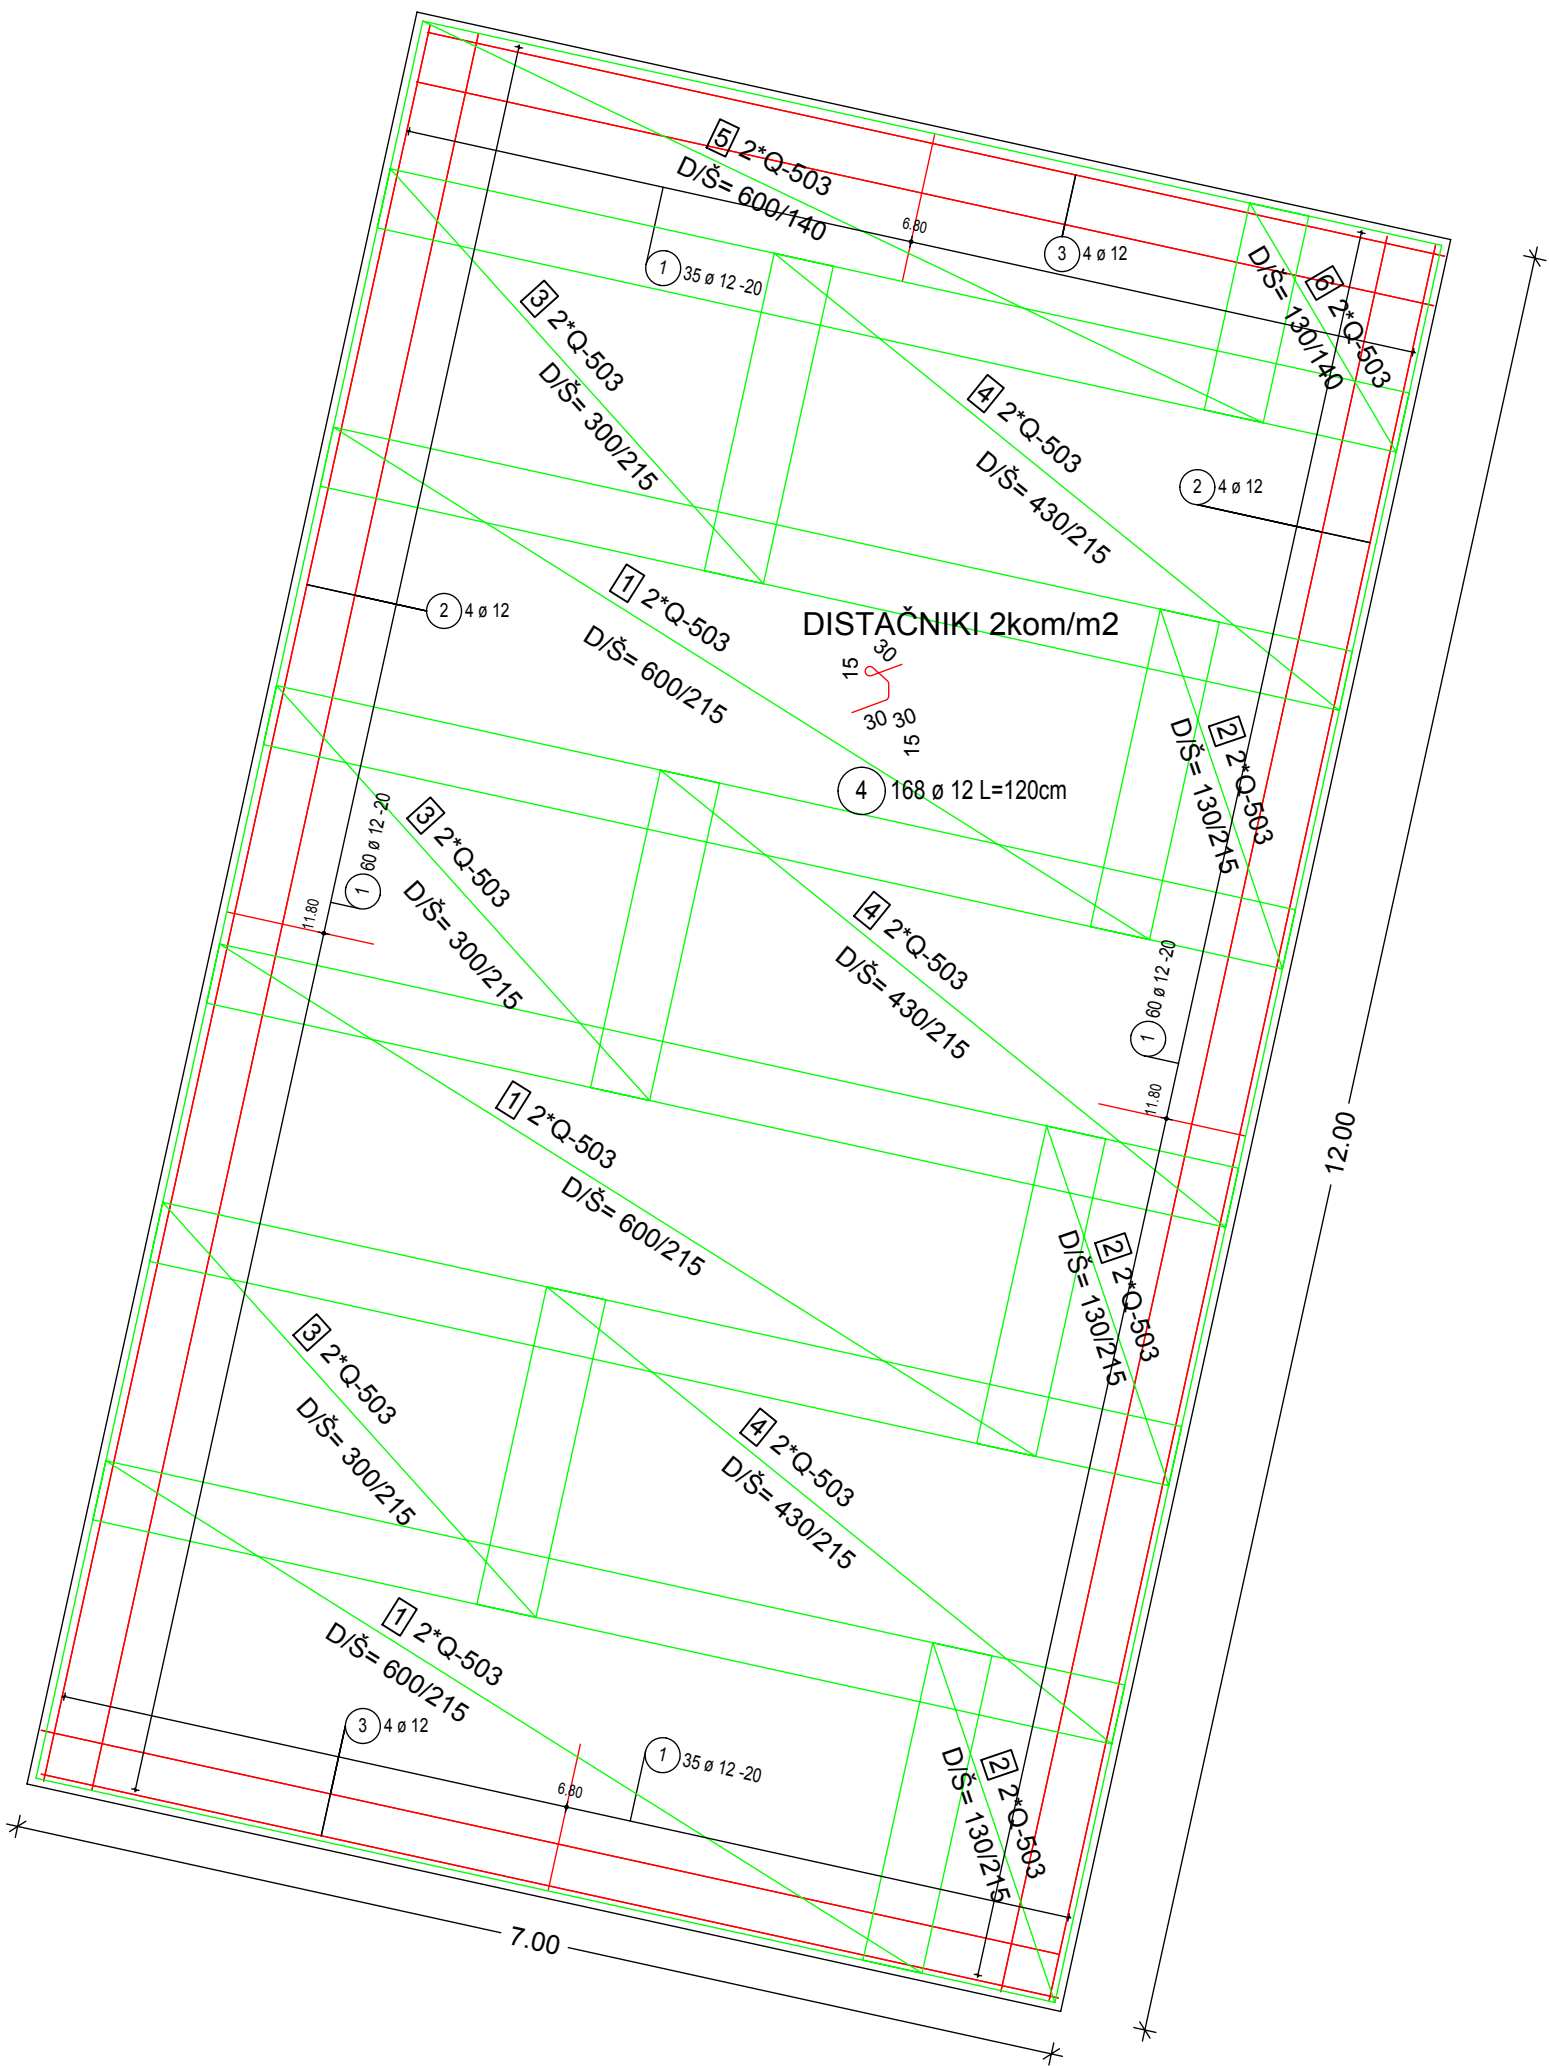 5 2*Q-503
D/Š= 600/140
6.80
3 4 ø 12
1 35 ø 12 -20
6 2*Q-503
D/Š= 130/140
3 2*Q-503
D/Š= 300/215
4 2*Q-503
D/Š= 430/215
2 4 ø 12
2 4 ø 12
1 2*Q-503
D/Š= 600/215
DISTAČNIKI 2kom/m2
15
30
30
30
15
4 168 ø 12 L=120cm
2 2*Q-503
D/Š= 130/215
1 60 ø 12 -20
11.80
3 2*Q-503
D/Š= 300/215
4 2*Q-503
D/Š= 430/215
1 60 ø 12 -20
11.80
12.00
1 2*Q-503
D/Š= 600/215
2 2*Q-503
D/Š= 130/215
3 2*Q-503
D/Š= 300/215
4 2*Q-503
D/Š= 430/215
1 2*Q-503
D/Š= 600/215
3 4 ø 12
1 35 ø 12 -20
6.80
2 2*Q-503
D/Š= 130/215
7.00